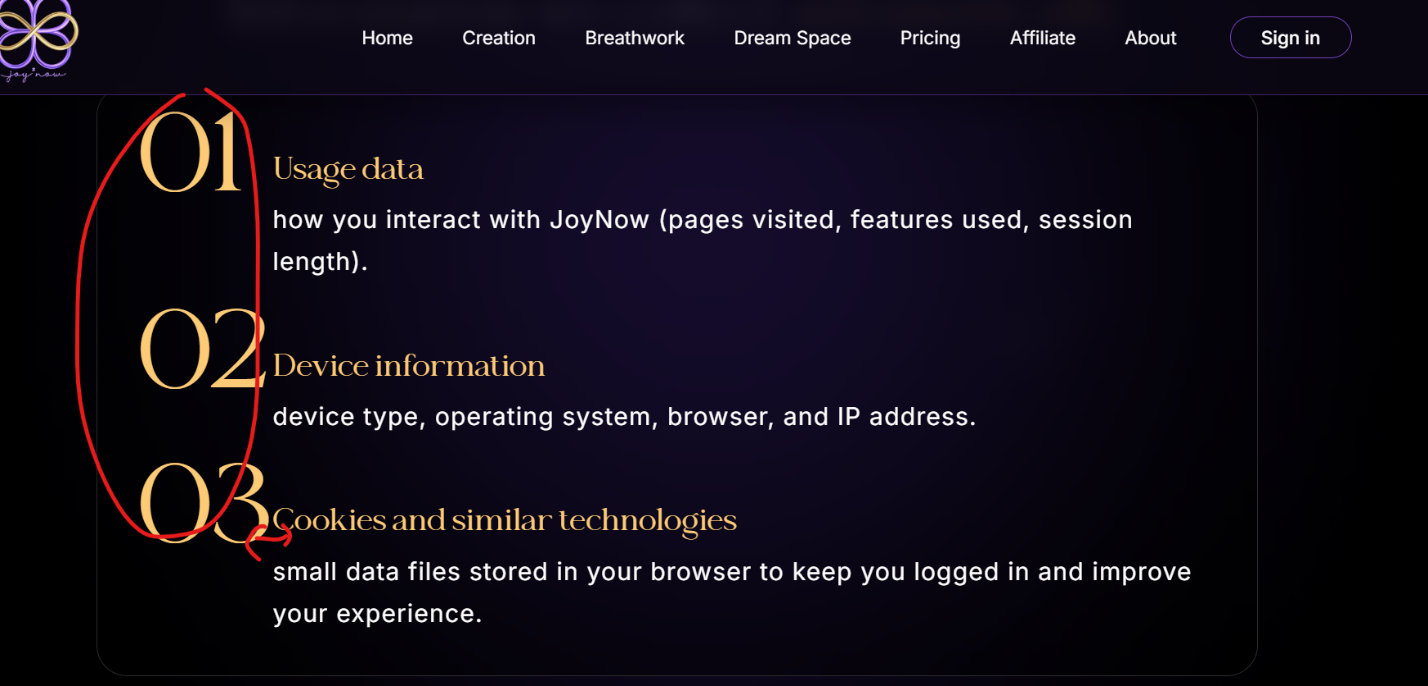 joy*now
Home Creation Breathwork Dream Space Pricing Affiliate About Sign in
01
Usage data
how you interact with JoyNow (pages visited, features used, session
length).
02
Device information
device type, operating system, browser, and IP address.
03
Cookies and similar technologies
small data files stored in your browser to keep you logged in and improve
your experience.